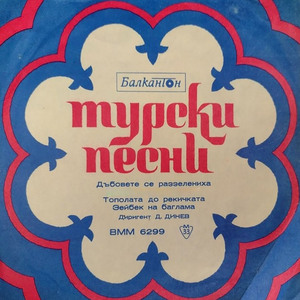 Балкантон
турски
песни
Дъбовете се раззелениха
Тополата до рекичката
Зейбек на баглама
Диригент Д. ДИНЕВ
ВММ 6299
33